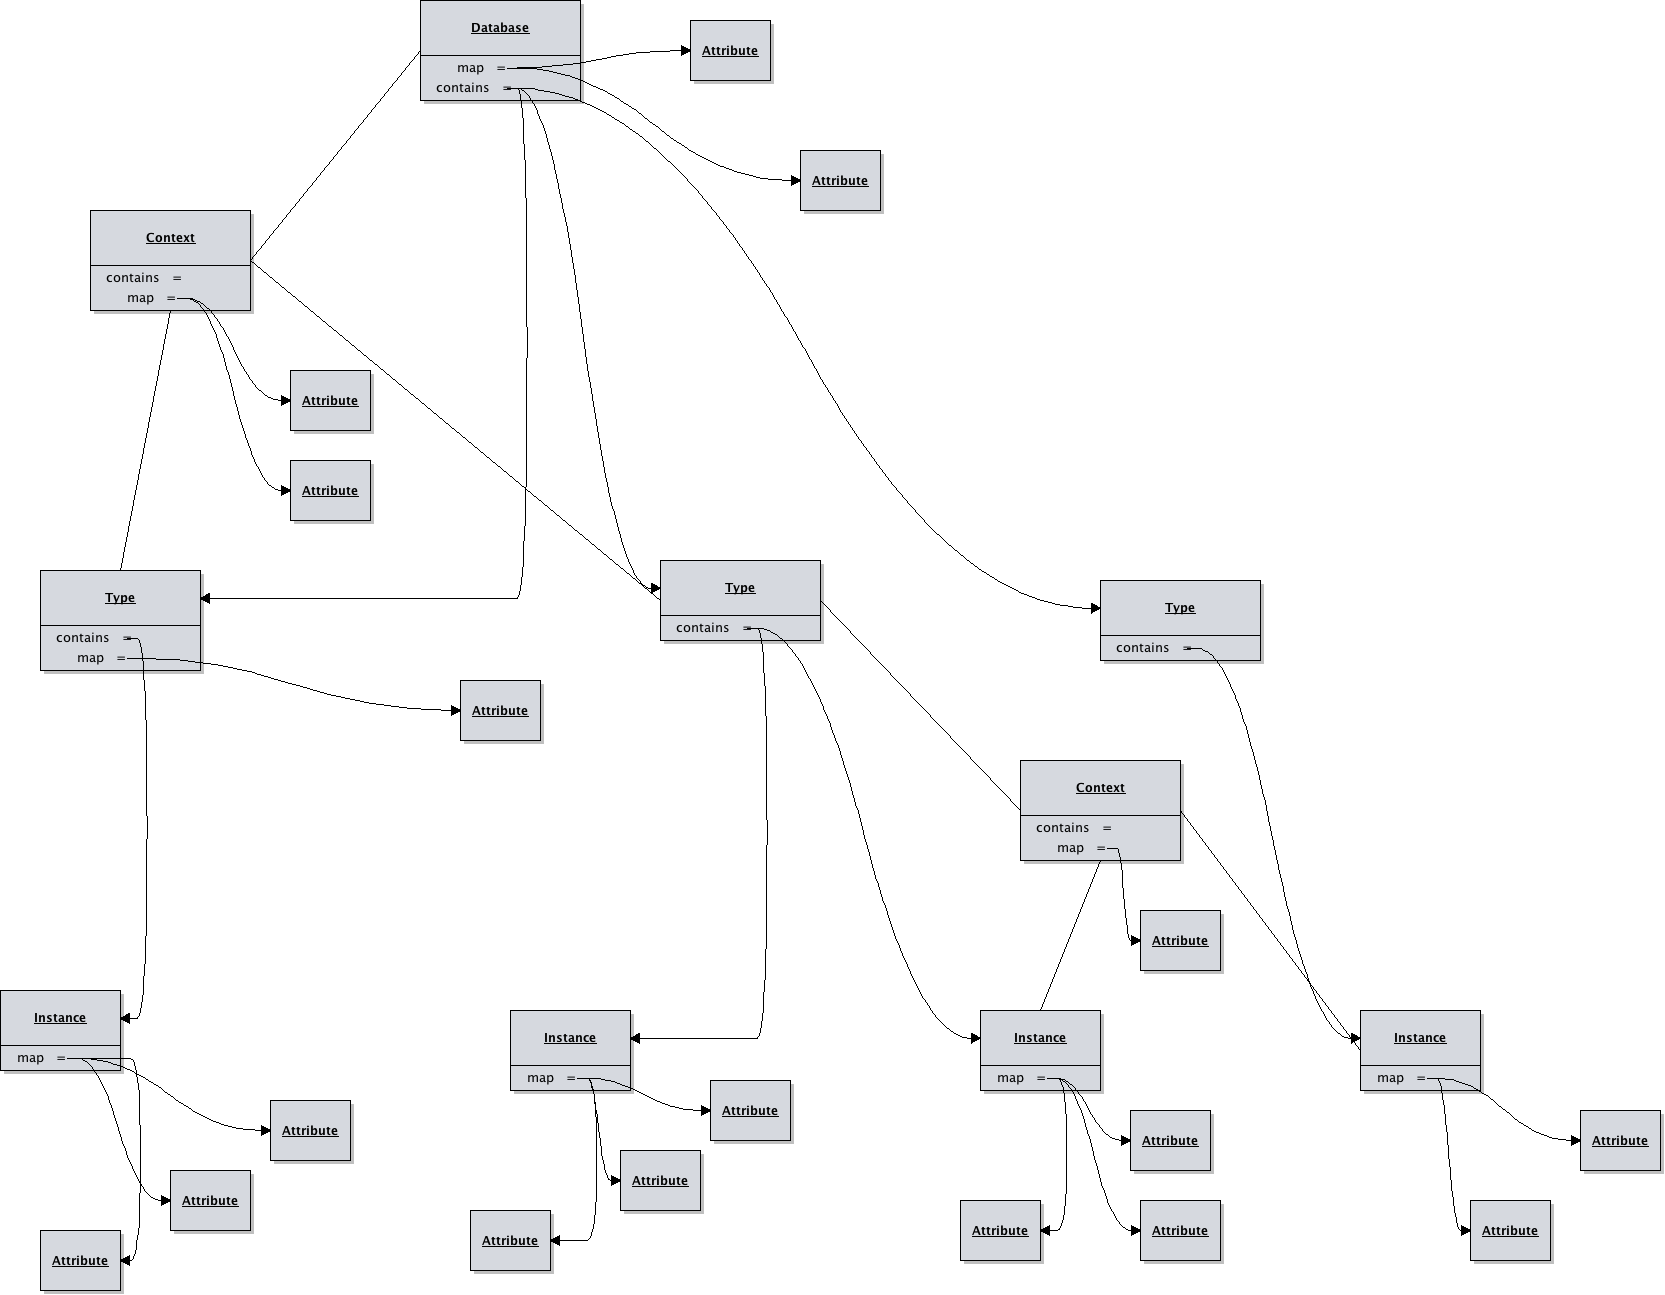 Database
map =
contains =
Attribute
Attribute
Context
contains =
map =
Attribute
Attribute
Type
contains =
map =
Attribute
Type
contains =
Type
contains =
Context
contains =
map =
Attribute
Instance
map =
Attribute
Attribute
Attribute
Instance
map =
Attribute
Attribute
Attribute
Instance
map =
Attribute
Attribute
Attribute
Instance
map =
Attribute
Attribute